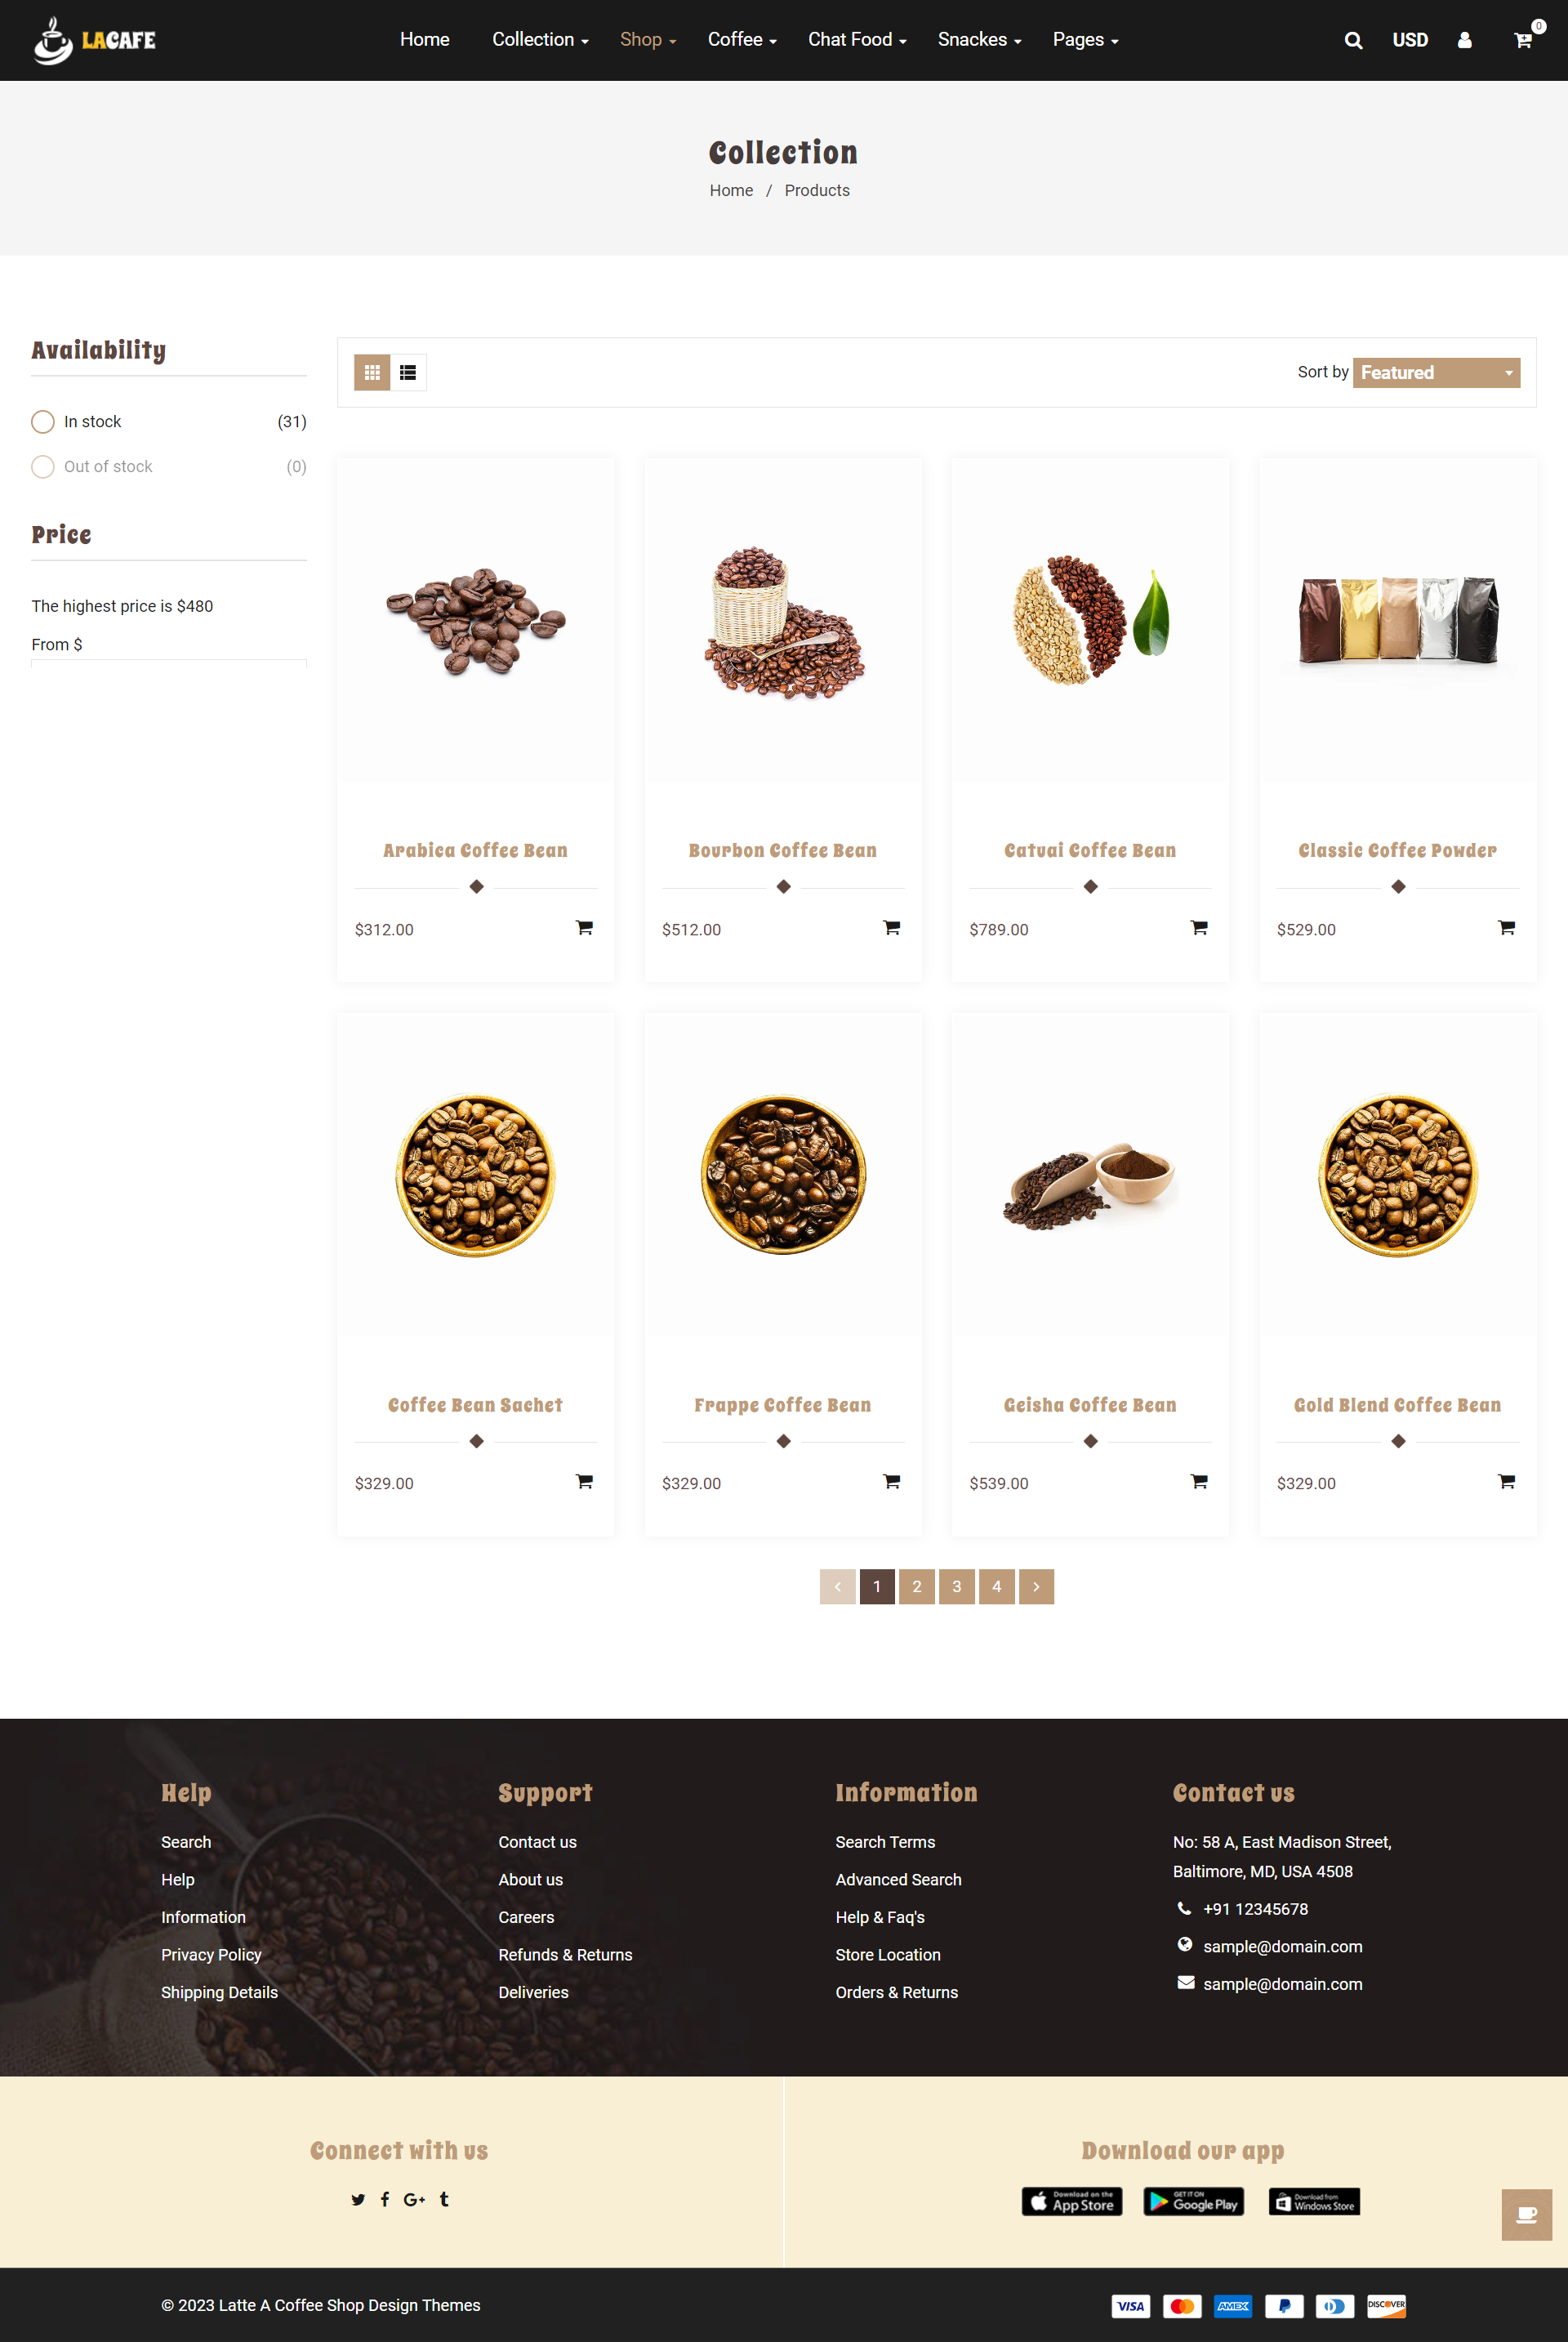 LACAFE
Home Collection Shop Coffee Chat Food Snackes Pages
USD
0
Collection
Home / Products
Availability
In stock (31)
Out of stock (0)
Price
The highest price is $480
From $
Sort by Featured
Arabica Coffee Bean
$312.00
Bourbon Coffee Bean
$512.00
Catuai Coffee Bean
$789.00
Classic Coffee Powder
$529.00
Coffee Bean Sachet
$329.00
Frappe Coffee Bean
$329.00
Geisha Coffee Bean
$539.00
Gold Blend Coffee Bean
$329.00
1 2 3 4
Help
Search
Help
Information
Privacy Policy
Shipping Details
Support
Contact us
About us
Careers
Refunds & Returns
Deliveries
Information
Search Terms
Advanced Search
Help & Faq's
Store Location
Orders & Returns
Contact us
No: 58 A, East Madison Street,
Baltimore, MD, USA 4508
+91 12345678
sample@domain.com
sample@domain.com
Connect with us
Download our app
Download on the
App Store
GET IT ON
Google Play
Download from
Windows Store
© 2023 Latte A Coffee Shop Design Themes
VISA
AMEX
DISCOVER